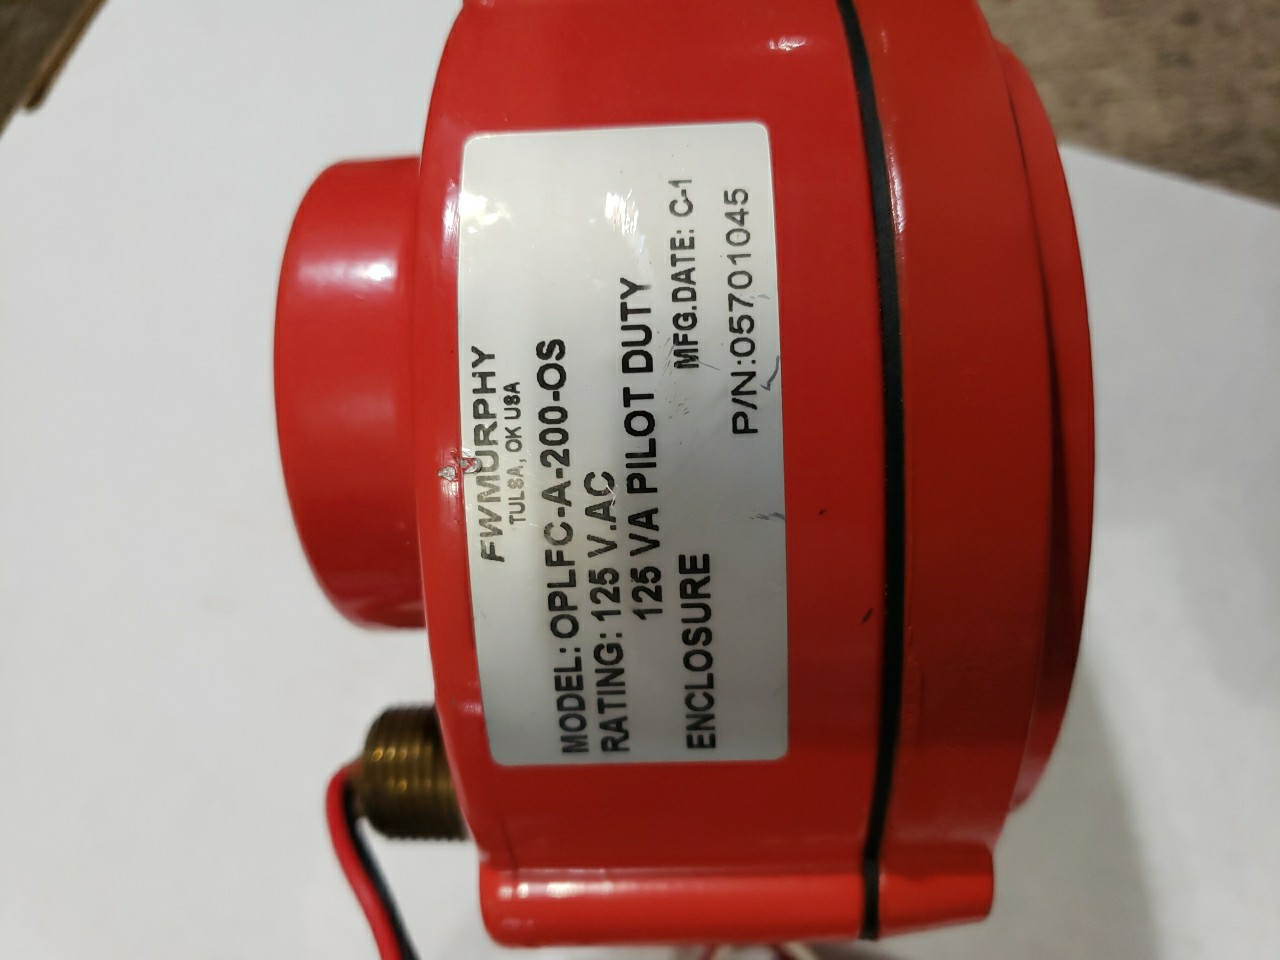 FWMURPHY
TULSA, OK USA
MODEL: OPLFC-A-200-OS
RATING: 125 V.AC
125 VA PILOT DUTY
ENCLOSURE MFG.DATE: C-1
P/N:05701045